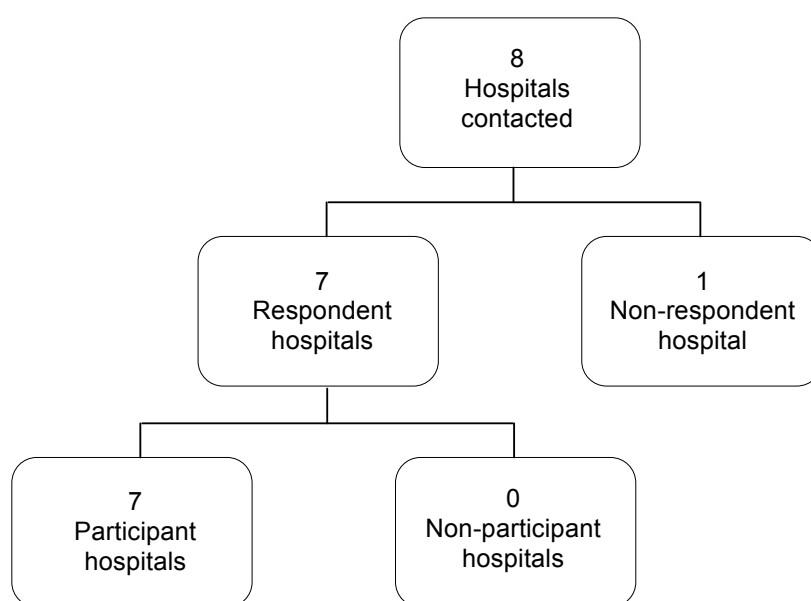 8
Hospitals
contacted
7
Respondent
hospitals
1
Non-respondent
hospital
7
Participant
hospitals
0
Non-participant
hospitals